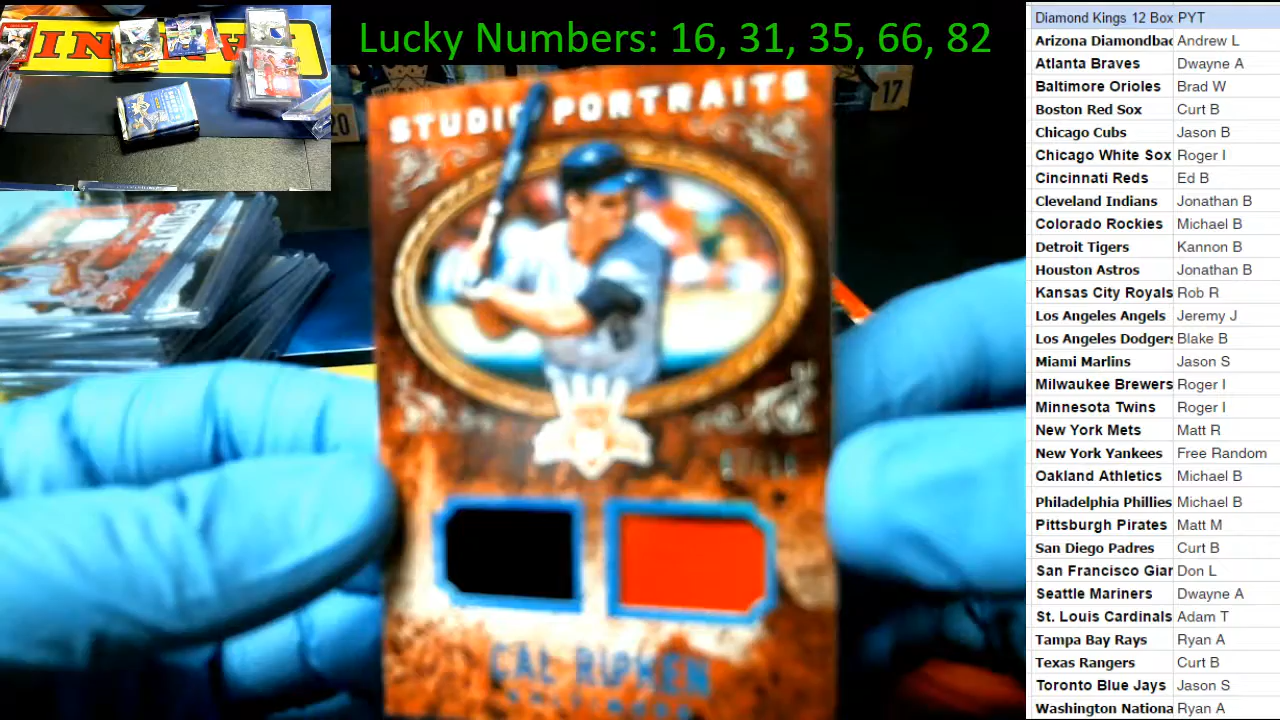 Lucky Numbers: 16, 31, 35, 66, 82
STUDIO PORTRAITS
CAL RIPKEN
17
20
Diamond Kings 12 Box PYT
Arizona Diamondbac Andrew L
Atlanta Braves Dwayne A
Baltimore Orioles Brad W
Boston Red Sox Curt B
Chicago Cubs Jason B
Chicago White Sox Roger I
Cincinnati Reds Ed B
Cleveland Indians Jonathan B
Colorado Rockies Michael B
Detroit Tigers Kannon B
Houston Astros Jonathan B
Kansas City Royals Rob R
Los Angeles Angels Jeremy J
Los Angeles Dodgers Blake B
Miami Marlins Jason S
Milwaukee Brewers Roger I
Minnesota Twins Roger I
New York Mets Matt R
New York Yankees Free Random
Oakland Athletics Michael B
Philadelphia Phillies Michael B
Pittsburgh Pirates Matt M
San Diego Padres Curt B
San Francisco Gian Don L
Seattle Mariners Dwayne A
St. Louis Cardinals Adam T
Tampa Bay Rays Ryan A
Texas Rangers Curt B
Toronto Blue Jays Jason S
Washington Nationa Ryan A